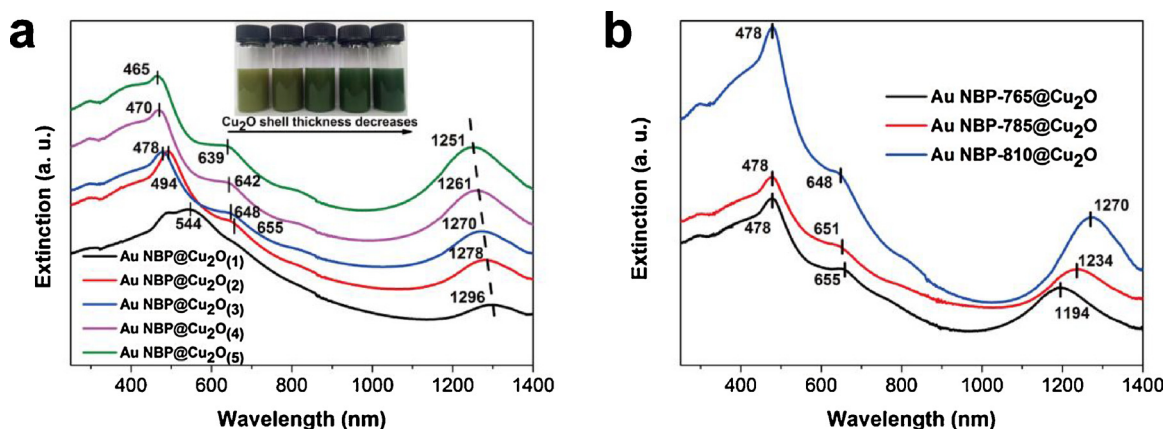 a
Extinction (a. u.)
465
470
478
494
544
639
642
648
655
1251
1261
1270
1278
1296
Cu2O shell thickness decreases
Au NBP@Cu2O(1)
Au NBP@Cu2O(2)
Au NBP@Cu2O(3)
Au NBP@Cu2O(4)
Au NBP@Cu2O(5)
400 600 800 1000 1200 1400
Wavelength (nm)
b
Extinction (a. u.)
478
Au NBP-765@Cu2O
Au NBP-785@Cu2O
Au NBP-810@Cu2O
478
478
648
651
655
1270
1234
1194
400 600 800 1000 1200 1400
Wavelength (nm)